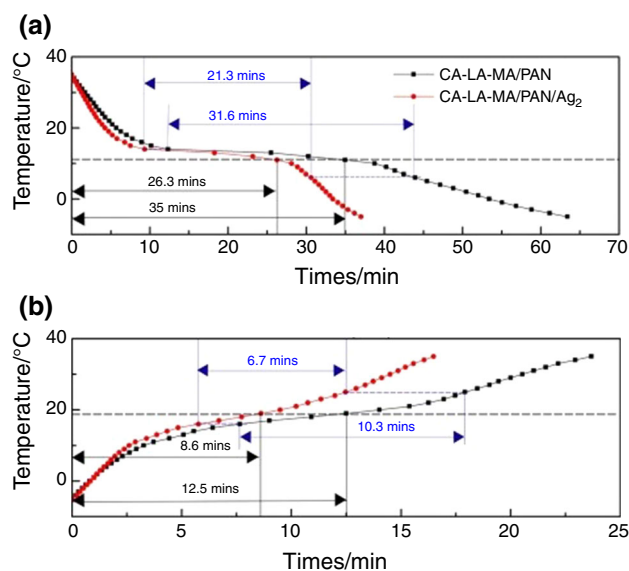 (a)
40
20
0
Temperature/°C
21.3 mins
31.6 mins
26.3 mins
35 mins
CA-LA-MA/PAN
CA-LA-MA/PAN/Ag₂
0 10 20 30 40 50 60 70
Times/min
(b)
40
20
0
Temperature/°C
6.7 mins
10.3 mins
8.6 mins
12.5 mins
0 5 10 15 20 25
Times/min